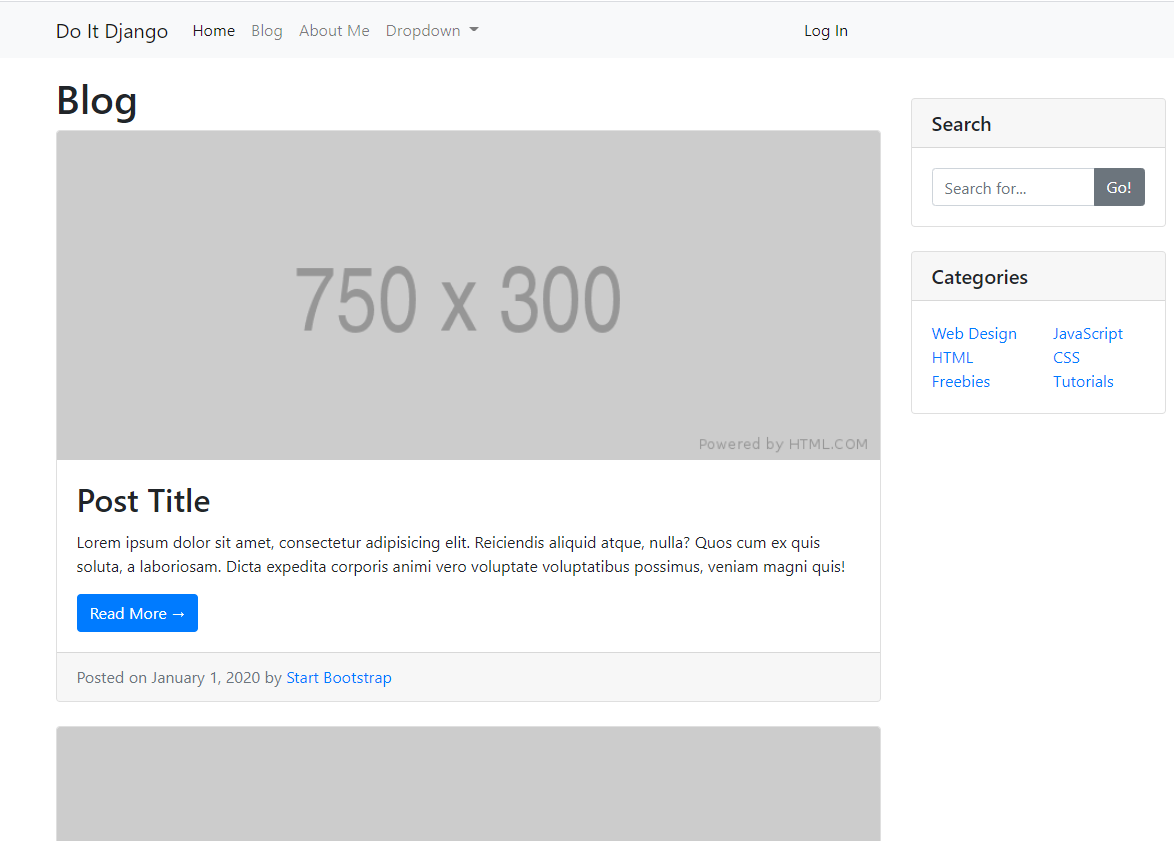 Do It Django Home Blog About Me Dropdown Log In
Blog
750 x 300
Powered by HTML.COM
Post Title
Lorem ipsum dolor sit amet, consectetur adipisicing elit. Reiciendis aliquid atque, nulla? Quos cum ex quis
soluta, a laboriosam. Dicta expedita corporis animi vero voluptate voluptatibus possimus, veniam magni quis!
Read More →
Posted on January 1, 2020 by Start Bootstrap
Search
Search for...
Go!
Categories
Web Design
HTML
Freebies
JavaScript
CSS
Tutorials